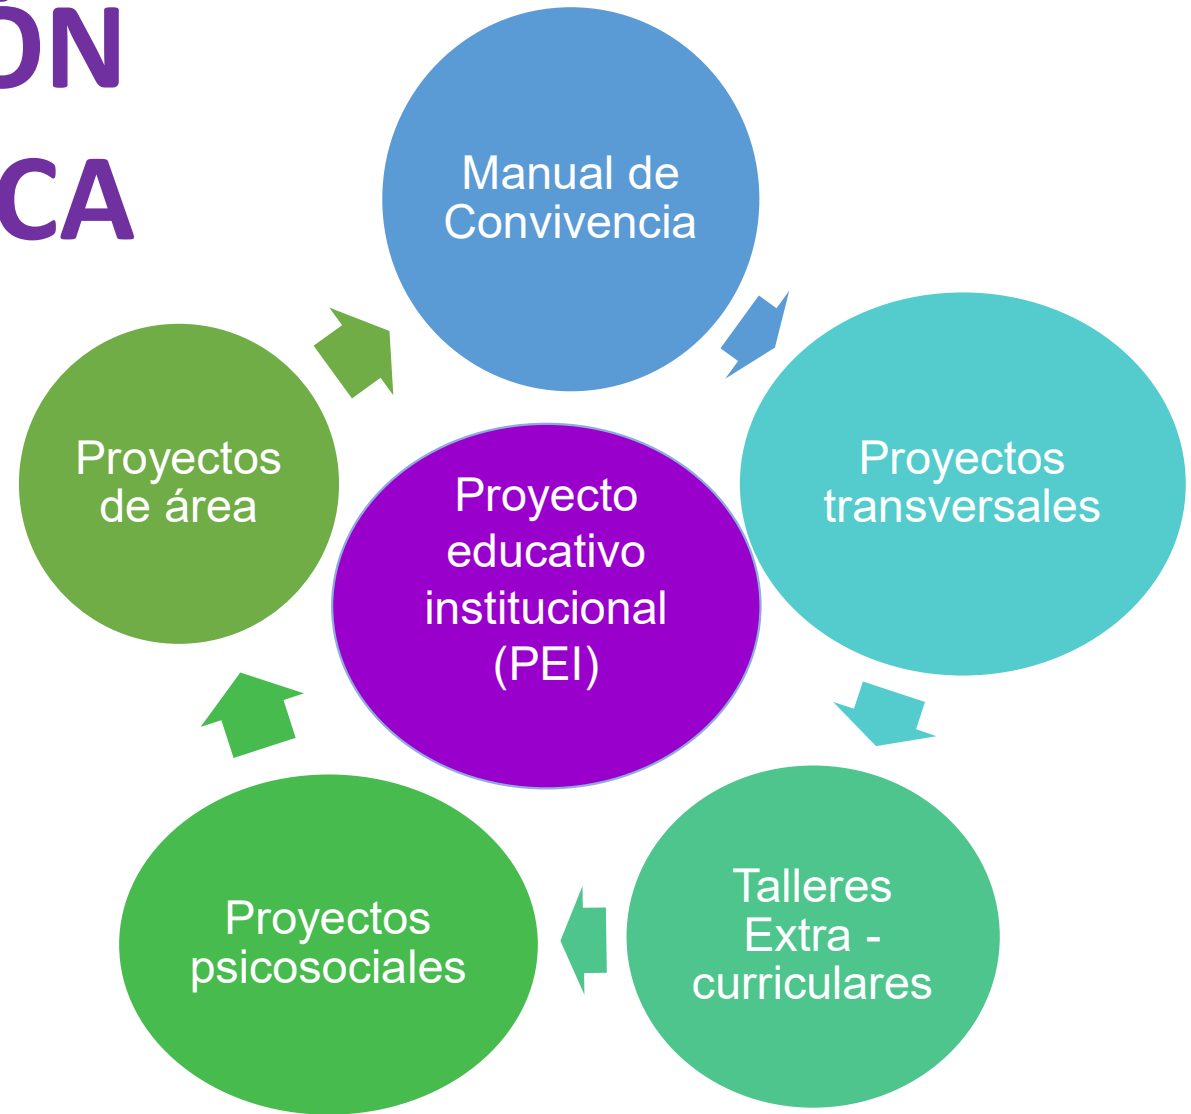 ÓN
CA
Manual de
Convivencia
Proyectos
transversales
Proyectos
de área
Proyecto
educativo
institucional
(PEI)
Talleres
Extra -
curriculares
Proyectos
psicosociales